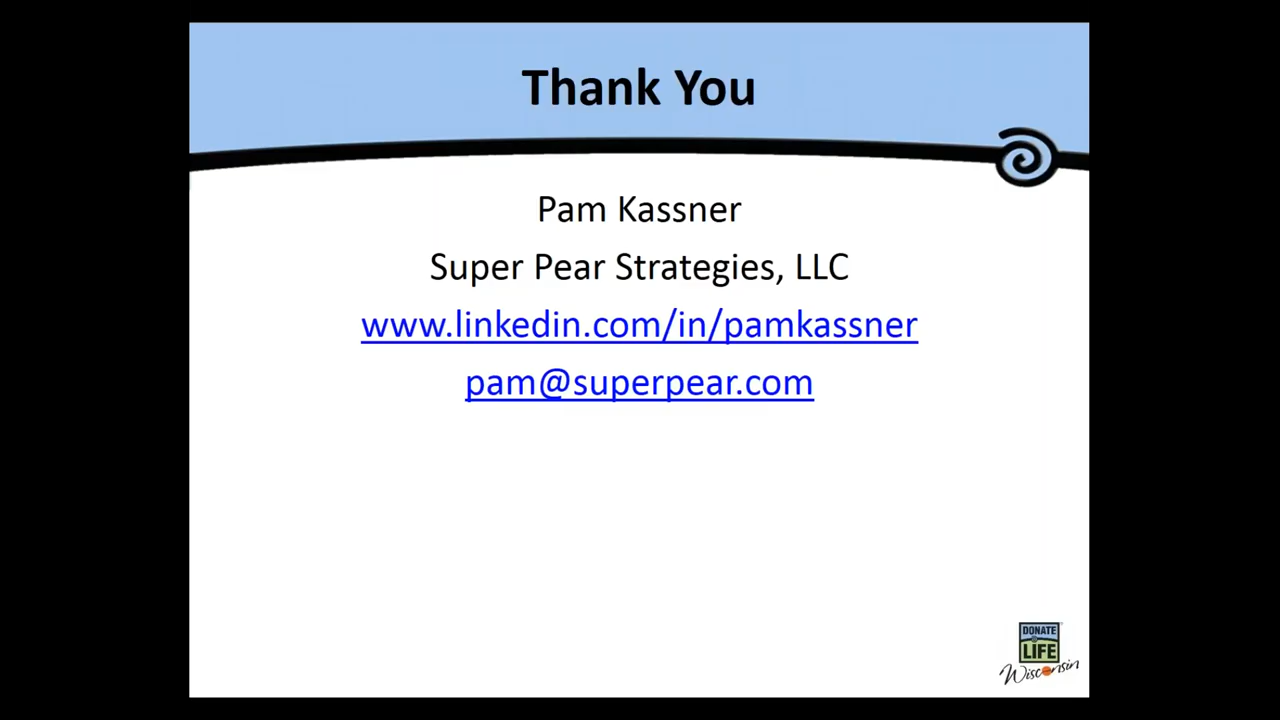 Thank You
Pam Kassner
Super Pear Strategies, LLC
www.linkedin.com/in/pamkassner
pam@superpear.com
DONATE
LIFE
Wisconsin